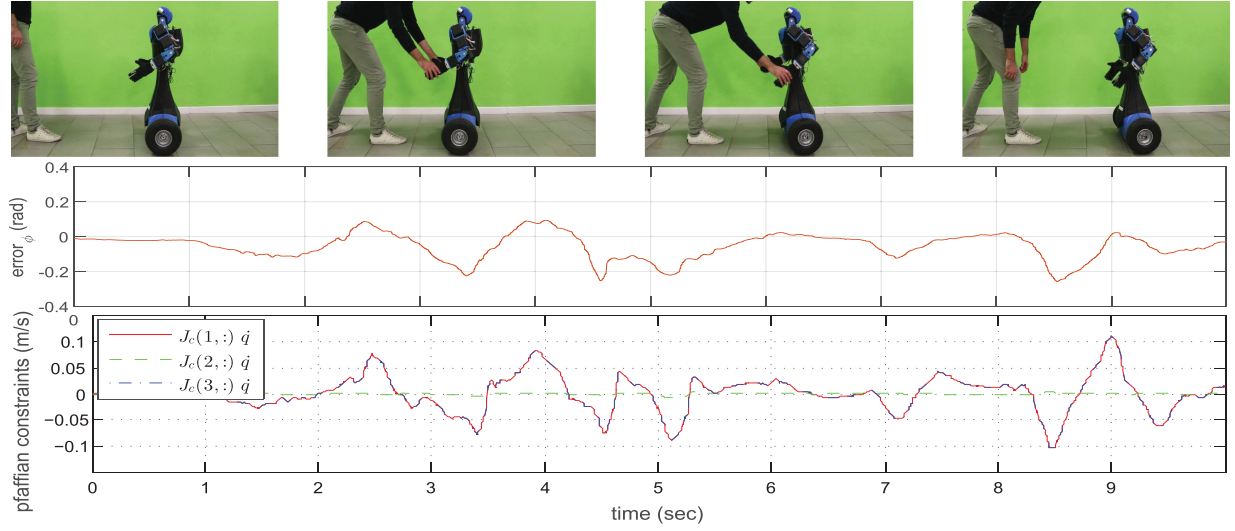 0.4
0.2
0
-0.2
-0.4
error_ϕ (rad)
0
0.1
0.05
0
−0.05
−0.1
pfaffian constraints (m/s)
J_c(1,:) q̇
J_c(2,:) q̇
J_c(3,:) q̇
0 1 2 3 4 5 6 7 8 9
time (sec)